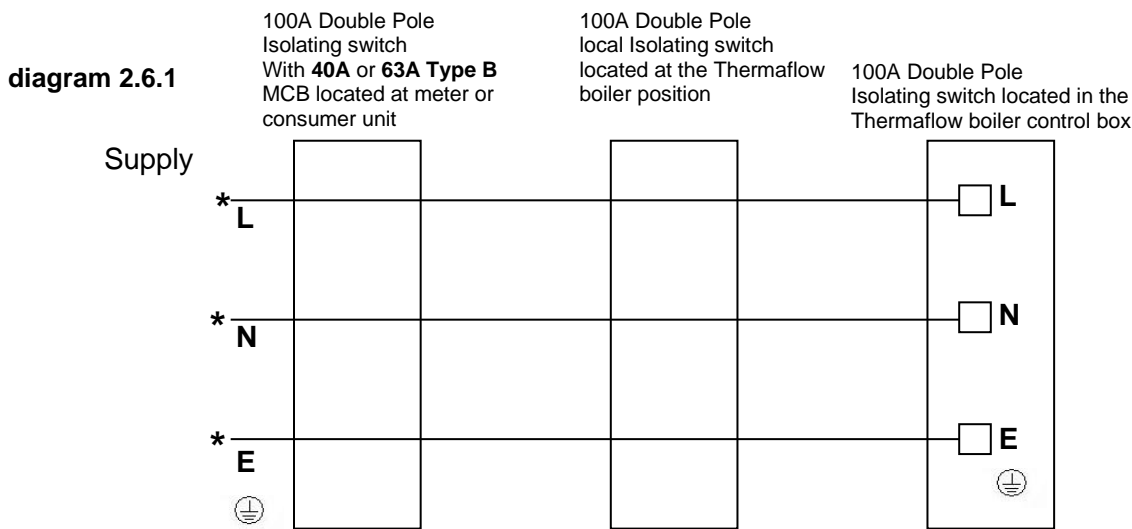 diagram 2.6.1
100A Double Pole
Isolating switch
With 40A or 63A Type B
MCB located at meter or
consumer unit
100A Double Pole
local Isolating switch
located at the Thermaflow
boiler position
100A Double Pole
Isolating switch located in the
Thermaflow boiler control box
Supply
* L
L
* N
N
* E
E